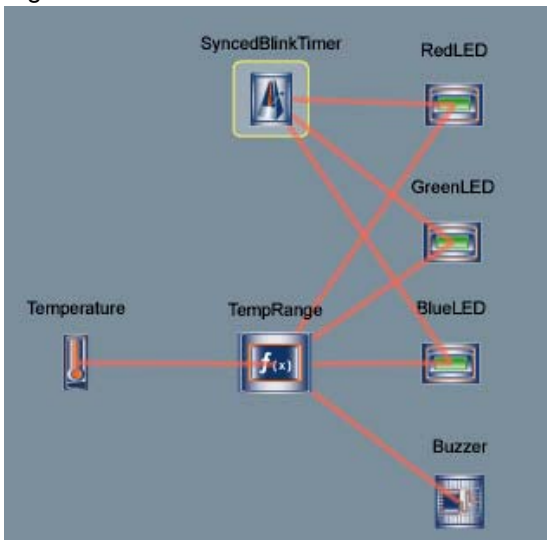 SyncedBlinkTimer
RedLED
GreenLED
Temperature
TempRange
BlueLED
f(x)
Buzzer